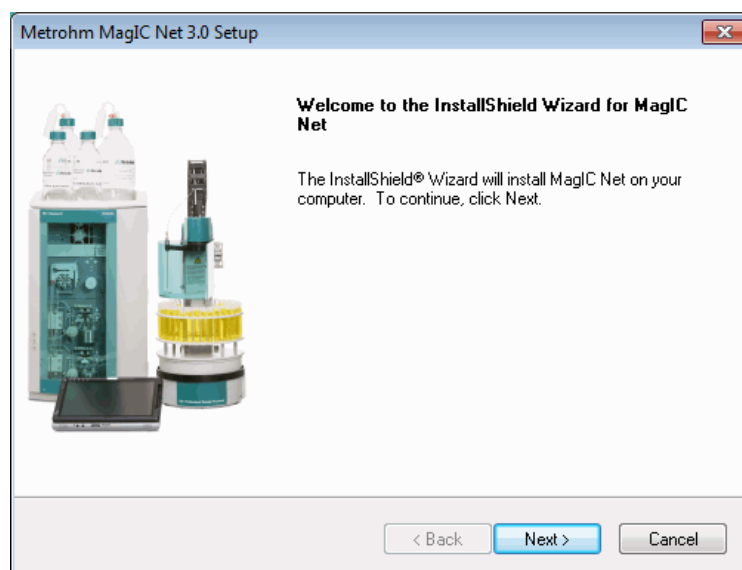 Metrohm MagIC Net 3.0 Setup
Welcome to the InstallShield Wizard for MagIC
Net
The InstallShield® Wizard will install MagIC Net on your
computer. To continue, click Next.
< Back
Next >
Cancel